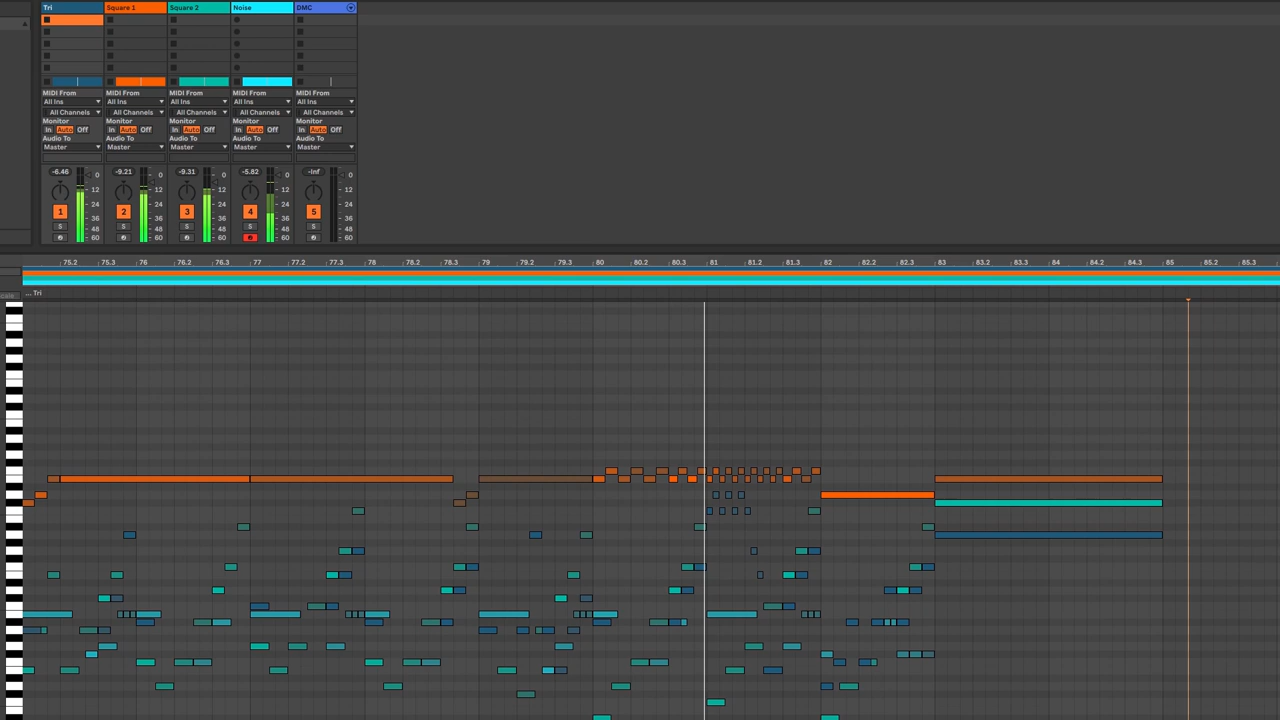 Tri Square 1 Square 2 Noise DMC
MIDI From MIDI From MIDI From MIDI From MIDI From
All Ins All Ins All Ins All Ins All Ins
All Channels All Channels All Channels All Channels All Channels
Monitor Monitor Monitor Monitor Monitor
In Auto Off In Auto Off In Auto Off In Auto Off In Auto Off
Audio To Audio To Audio To Audio To Audio To
Master Master Master Master Master
-6.46 0 -9.21 0 -9.31 0 -5.82 0 -Inf 0
12 12 12 12 12
24 24 24 24 24
1 2 3 4 5
36 36 36 36 36
S 48 S 48 S 48 S 48 S 48
60 60 60 60 60
75.2 75.3 76 76.2 76.3 77 77.2 77.3 78 78.2 78.3 79 79.2 79.3 80 80.2 80.3 81 81.2 81.3 82 82.2 82.3 83 83.2 83.3 84 84.2 84.3 85 85.2 85.3
... Tri